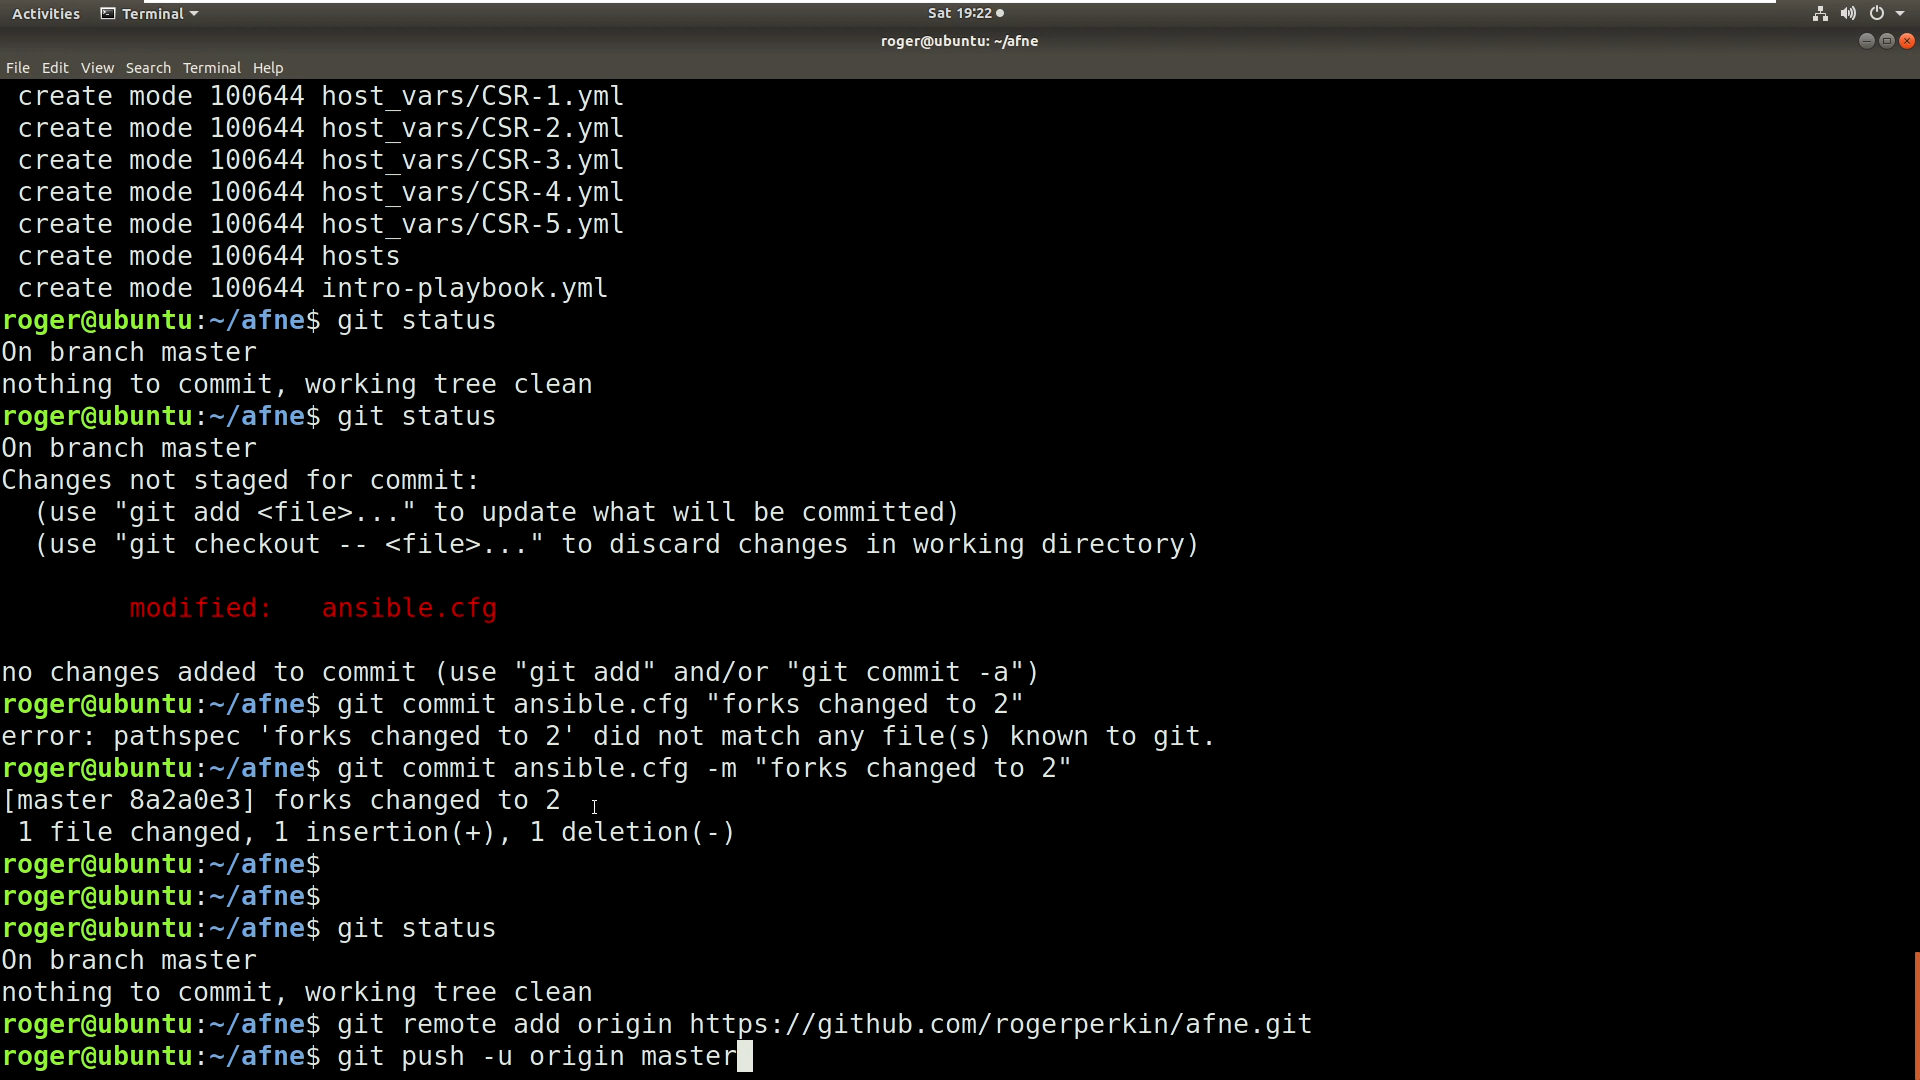 Activities Terminal Sat 19:22
roger@ubuntu: ~/afne
File Edit View Search Terminal Help
create mode 100644 host_vars/CSR-1.yml
create mode 100644 host_vars/CSR-2.yml
create mode 100644 host_vars/CSR-3.yml
create mode 100644 host_vars/CSR-4.yml
create mode 100644 host_vars/CSR-5.yml
create mode 100644 hosts
create mode 100644 intro-playbook.yml
roger@ubuntu:~/afne$ git status
On branch master
nothing to commit, working tree clean
roger@ubuntu:~/afne$ git status
On branch master
Changes not staged for commit:
(use "git add <file>..." to update what will be committed)
(use "git checkout -- <file>..." to discard changes in working directory)
modified: ansible.cfg
no changes added to commit (use "git add" and/or "git commit -a")
roger@ubuntu:~/afne$ git commit ansible.cfg "forks changed to 2"
error: pathspec 'forks changed to 2' did not match any file(s) known to git.
roger@ubuntu:~/afne$ git commit ansible.cfg -m "forks changed to 2"
[master 8a2a0e3] forks changed to 2
1 file changed, 1 insertion(+), 1 deletion(-)
roger@ubuntu:~/afne$
roger@ubuntu:~/afne$
roger@ubuntu:~/afne$ git status
On branch master
nothing to commit, working tree clean
roger@ubuntu:~/afne$ git remote add origin https://github.com/rogerperkin/afne.git
roger@ubuntu:~/afne$ git push -u origin master